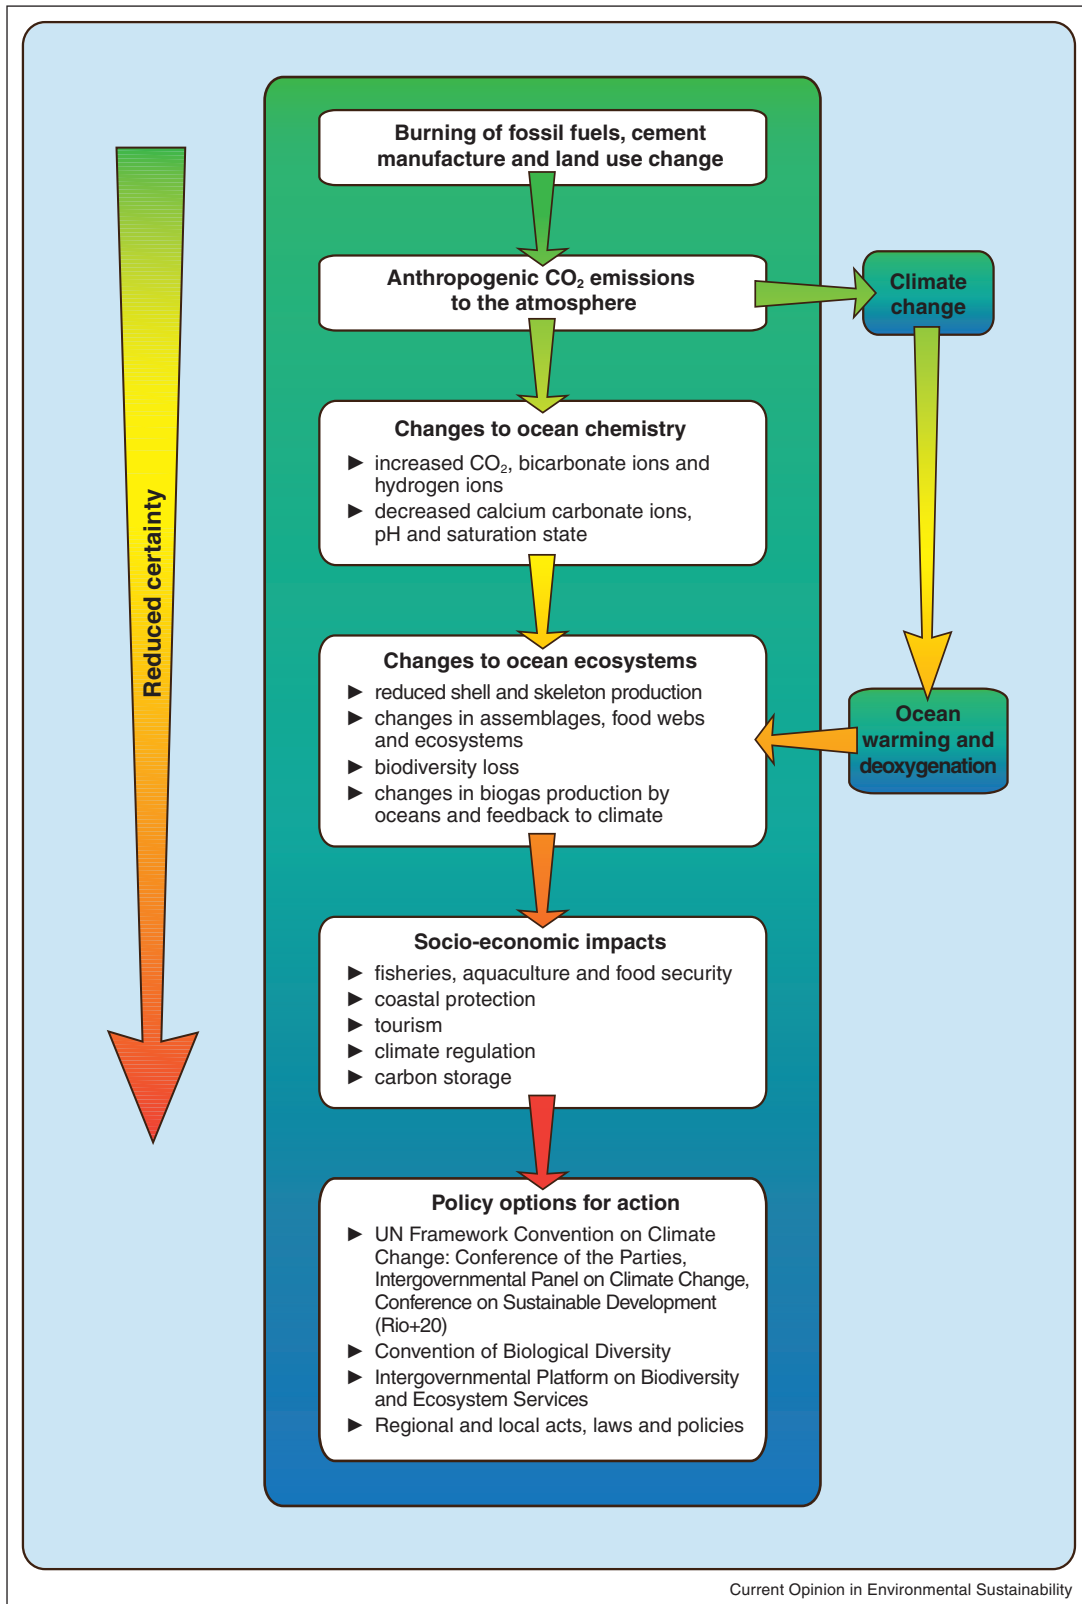 Burning of fossil fuels, cement
manufacture and land use change
Anthropogenic CO₂ emissions
to the atmosphere
Climate
change
Changes to ocean chemistry
► increased CO₂, bicarbonate ions and
hydrogen ions
► decreased calcium carbonate ions,
pH and saturation state
Reduced certainty
Changes to ocean ecosystems
► reduced shell and skeleton production
► changes in assemblages, food webs
and ecosystems
► biodiversity loss
► changes in biogas production by
oceans and feedback to climate
Ocean
warming and
deoxygenation
Socio-economic impacts
► fisheries, aquaculture and food security
► coastal protection
► tourism
► climate regulation
► carbon storage
Policy options for action
► UN Framework Convention on Climate
Change: Conference of the Parties,
Intergovernmental Panel on Climate Change,
Conference on Sustainable Development
(Rio+20)
► Convention of Biological Diversity
► Intergovernmental Platform on Biodiversity
and Ecosystem Services
► Regional and local acts, laws and policies
Current Opinion in Environmental Sustainability